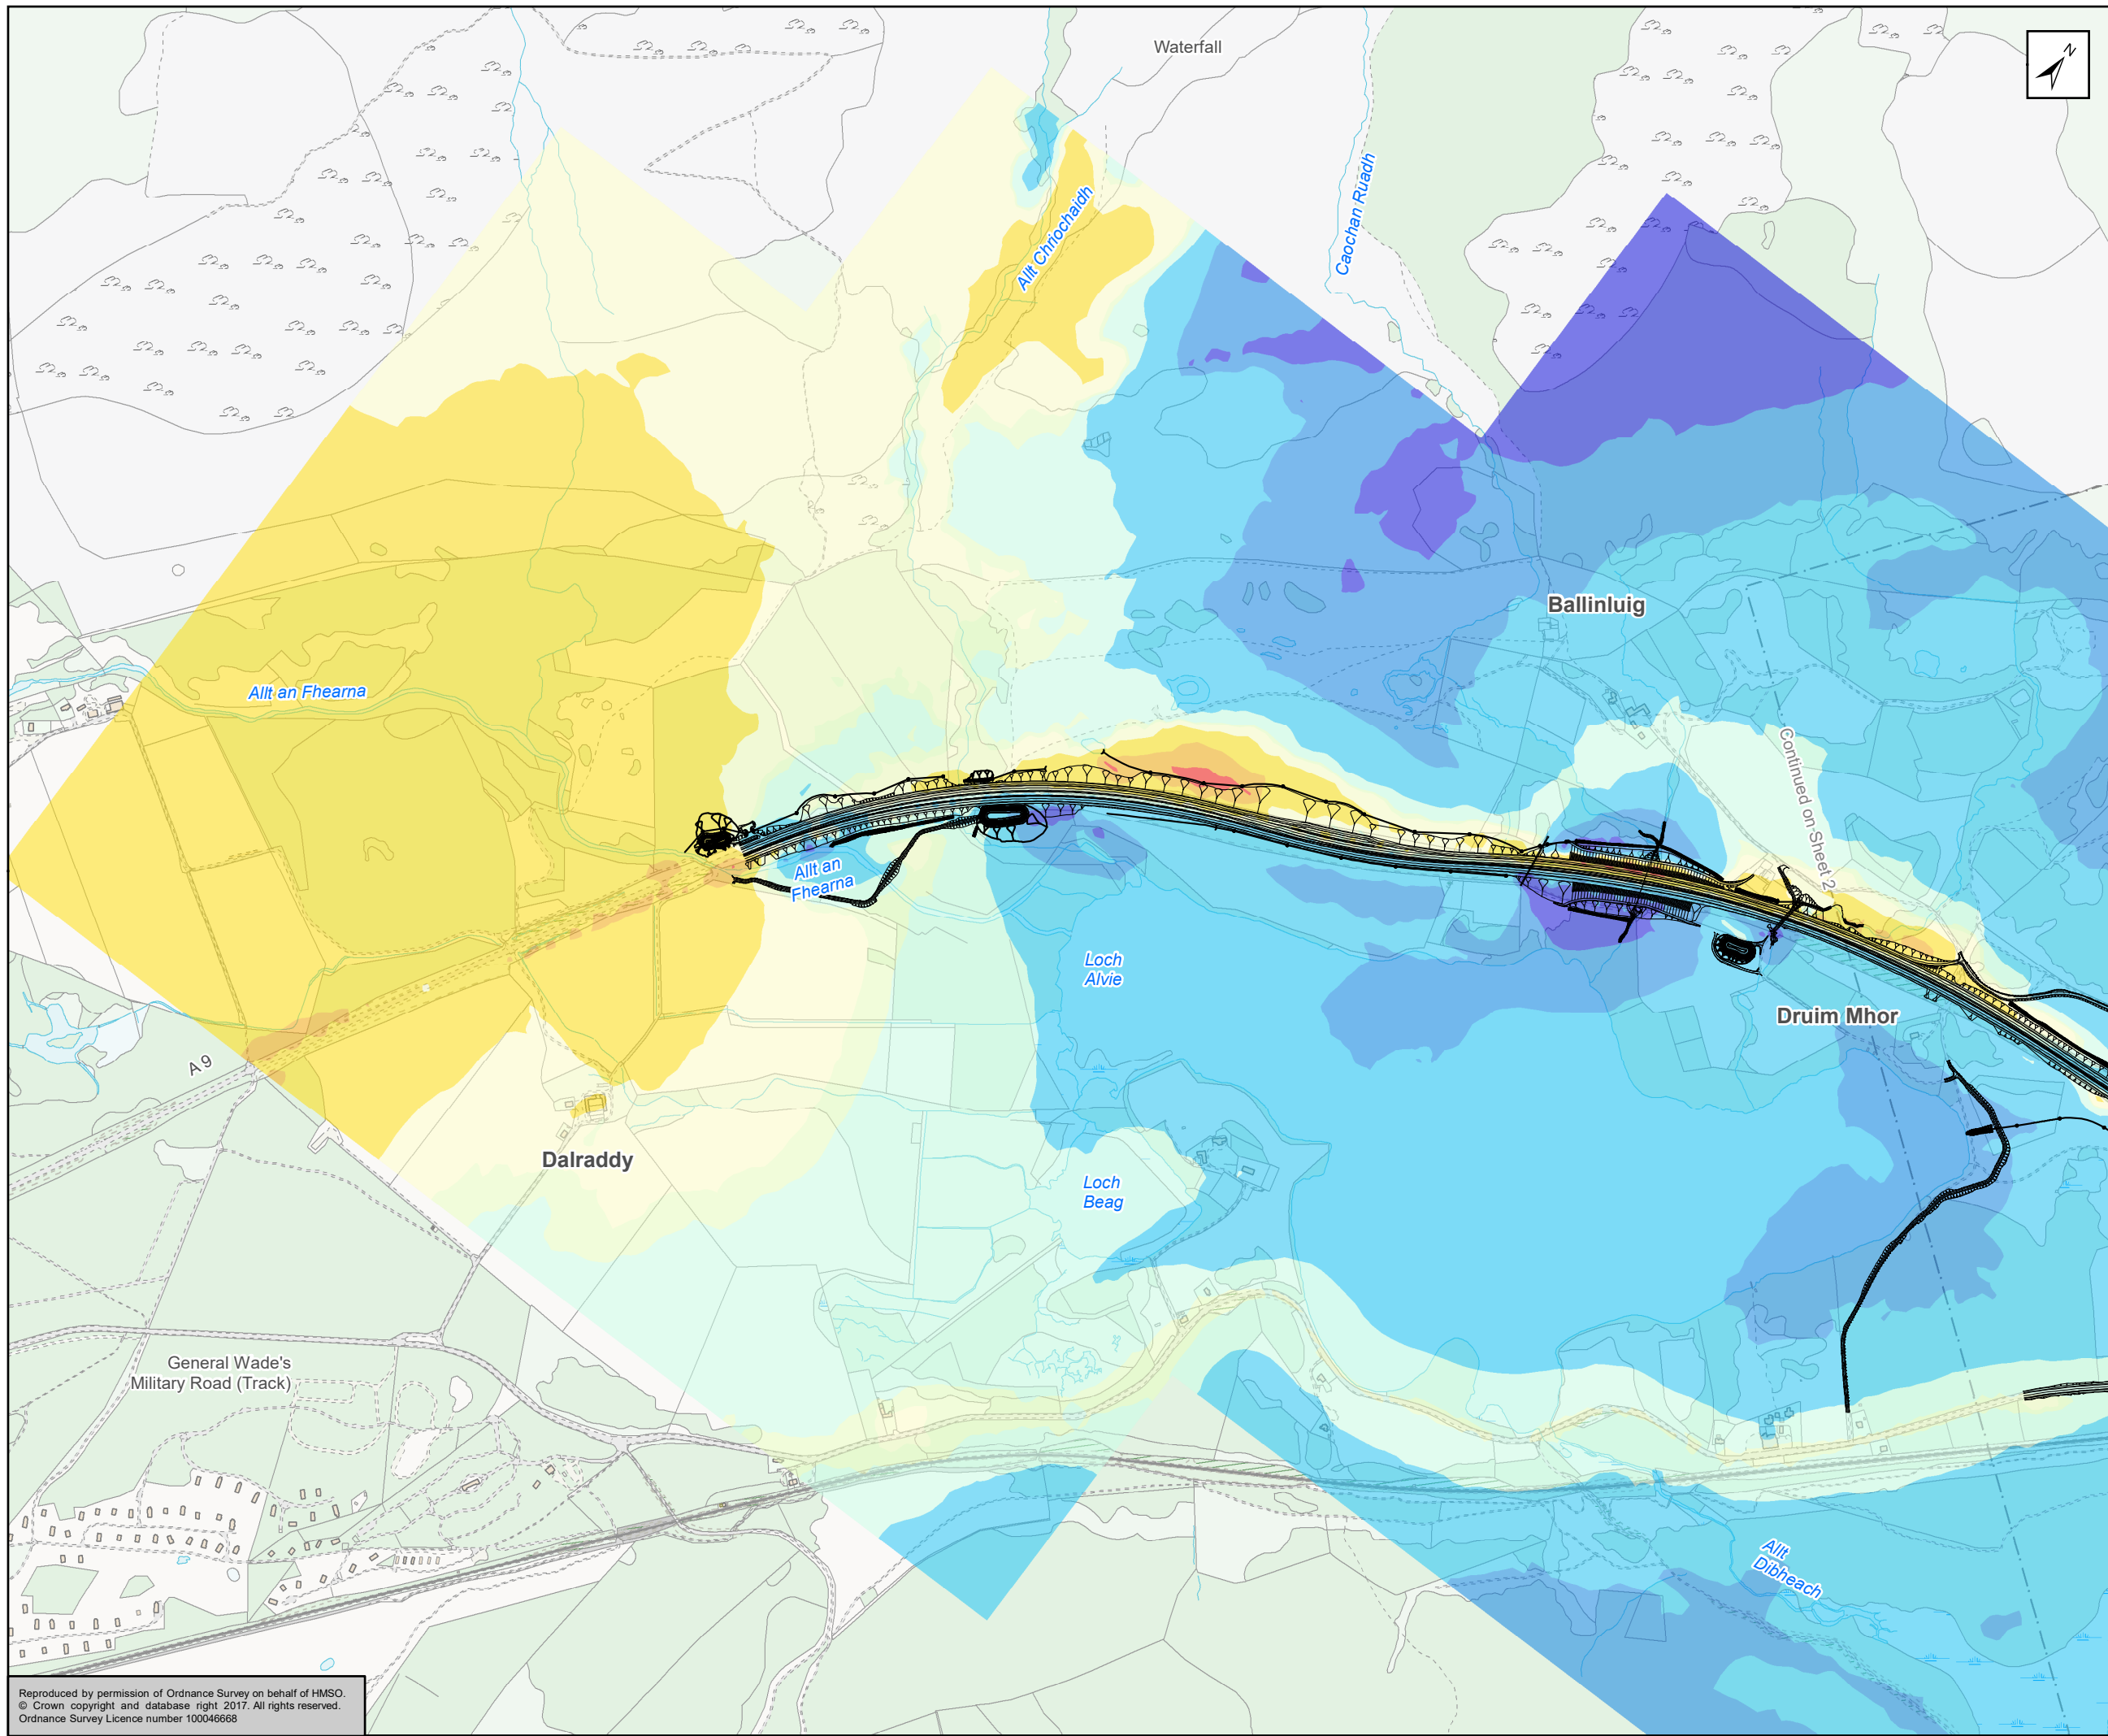 Waterfall
N
Allt Chriochaidh
Caochan Ruadh
Ballinluig
Allt an Fhearna
Continued on Sheet 2
Allt an
Fhearna
Loch
Alvie
Druim Mhor
A 9
Dalraddy
Loch
Beag
General Wade's
Military Road (Track)
Allt
Dibheach
Reproduced by permission of Ordnance Survey on behalf of HMSO.
© Crown copyright and database right 2017. All rights reserved.
Ordnance Survey Licence number 100046668